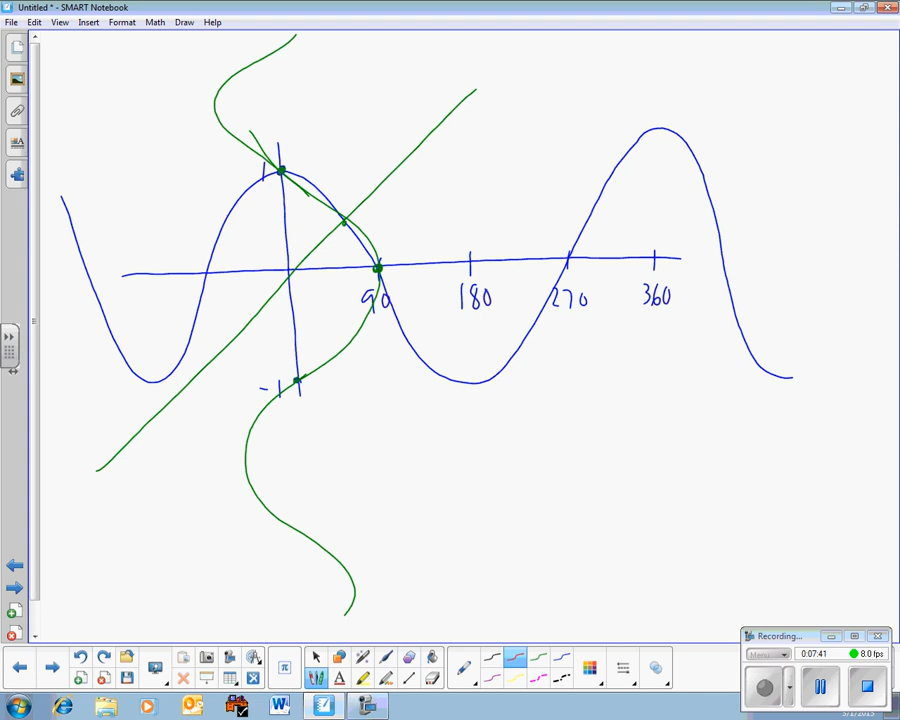 Untitled * - SMART Notebook
File Edit View Insert Format Math Draw Help
1
90 180 270 360
-1
Recording...
Menu
0:07:41
8.0 fps